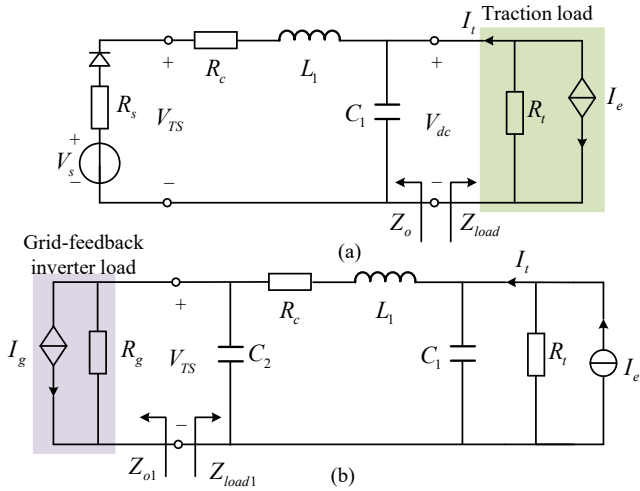 Traction load
I_t
+
R_c
L_1
+
R_s
V_TS
C_1
V_dc
R_t
I_e
+
V_s
−
−
−
Z_o
Z_load
(a)
Grid-feedback
inverter load
I_t
+
R_c
L_1
I_g
R_g
V_TS
C_2
C_1
R_t
I_e
−
Z_o1
Z_load1
(b)